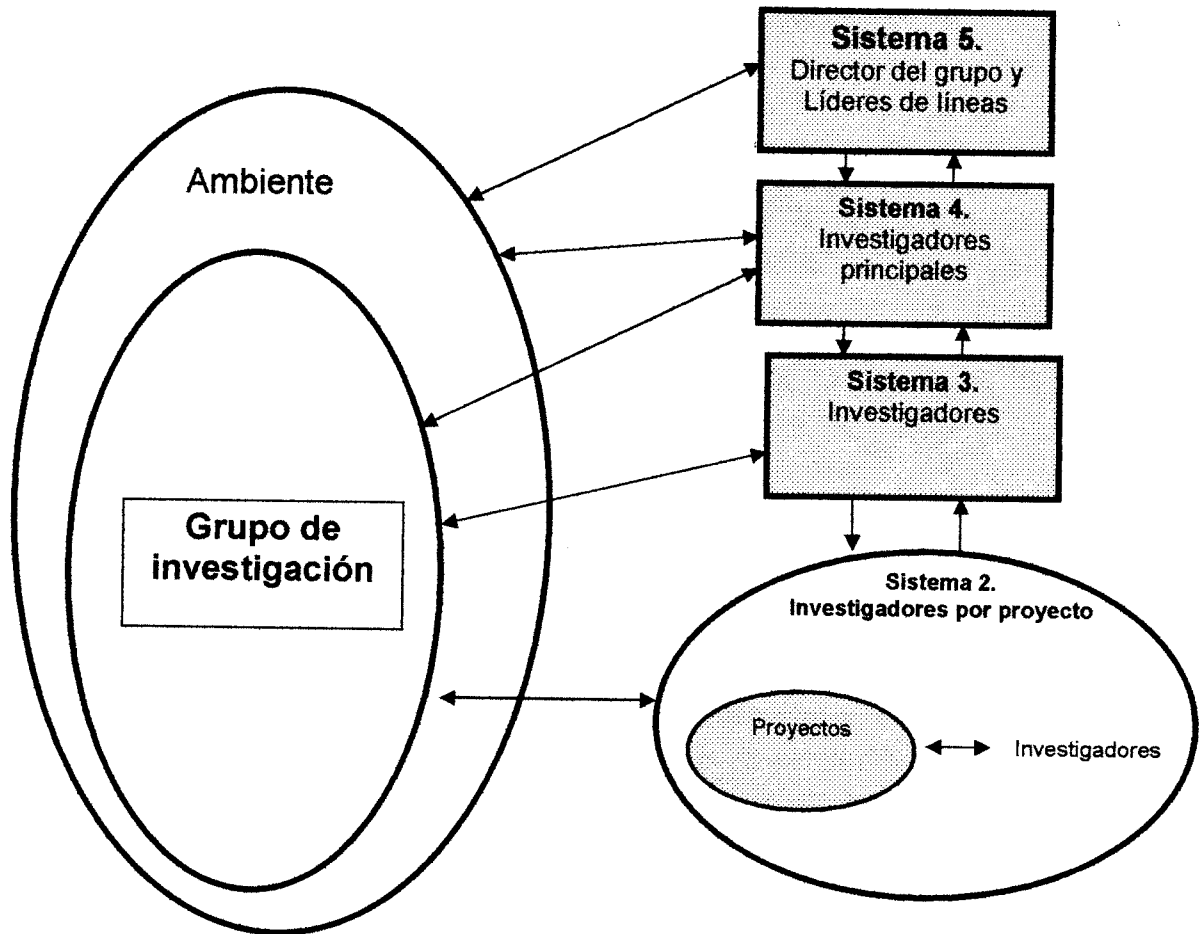 Sistema 5.
Director del grupo y
Líderes de líneas
Ambiente
Sistema 4.
Investigadores
principales
Sistema 3.
Investigadores
Grupo de
investigación
Sistema 2.
Investigadores por proyecto
Proyectos
Investigadores